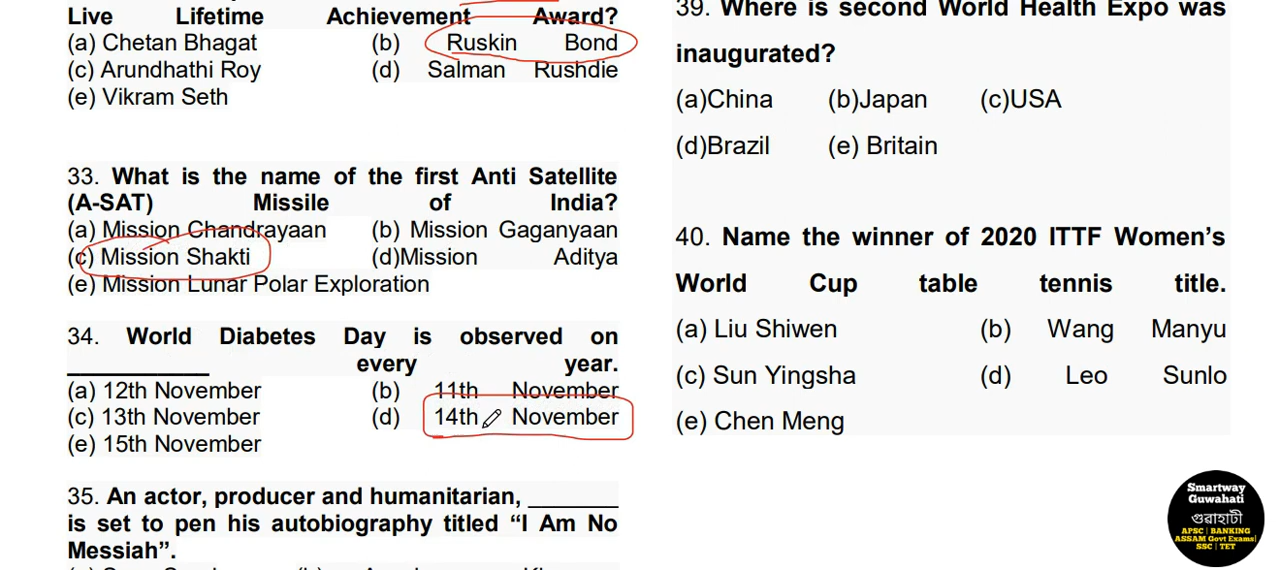 Live Lifetime Achievement Award?
(a) Chetan Bhagat (b) Ruskin Bond
(c) Arundhathi Roy (d) Salman Rushdie
(e) Vikram Seth
33. What is the name of the first Anti Satellite
(A-SAT) Missile of India?
(a) Mission Chandrayaan (b) Mission Gaganyaan
(c) Mission Shakti (d)Mission Aditya
(e) Mission Lunar Polar Exploration
34. World Diabetes Day is observed on
____________ every year.
(a) 12th November (b) 11th November
(c) 13th November (d) 14th November
(e) 15th November
35. An actor, producer and humanitarian, _______
is set to pen his autobiography titled “I Am No
Messiah”.
39. Where is second World Health Expo was
inaugurated?
(a)China (b)Japan (c)USA
(d)Brazil (e) Britain
40. Name the winner of 2020 ITTF Women’s
World Cup table tennis title.
(a) Liu Shiwen (b) Wang Manyu
(c) Sun Yingsha (d) Leo Sunlo
(e) Chen Meng
Smartway
Guwahati
গুৱাহাটী
APSC | BANKING
ASSAM Govt Exams|
SSC | TET